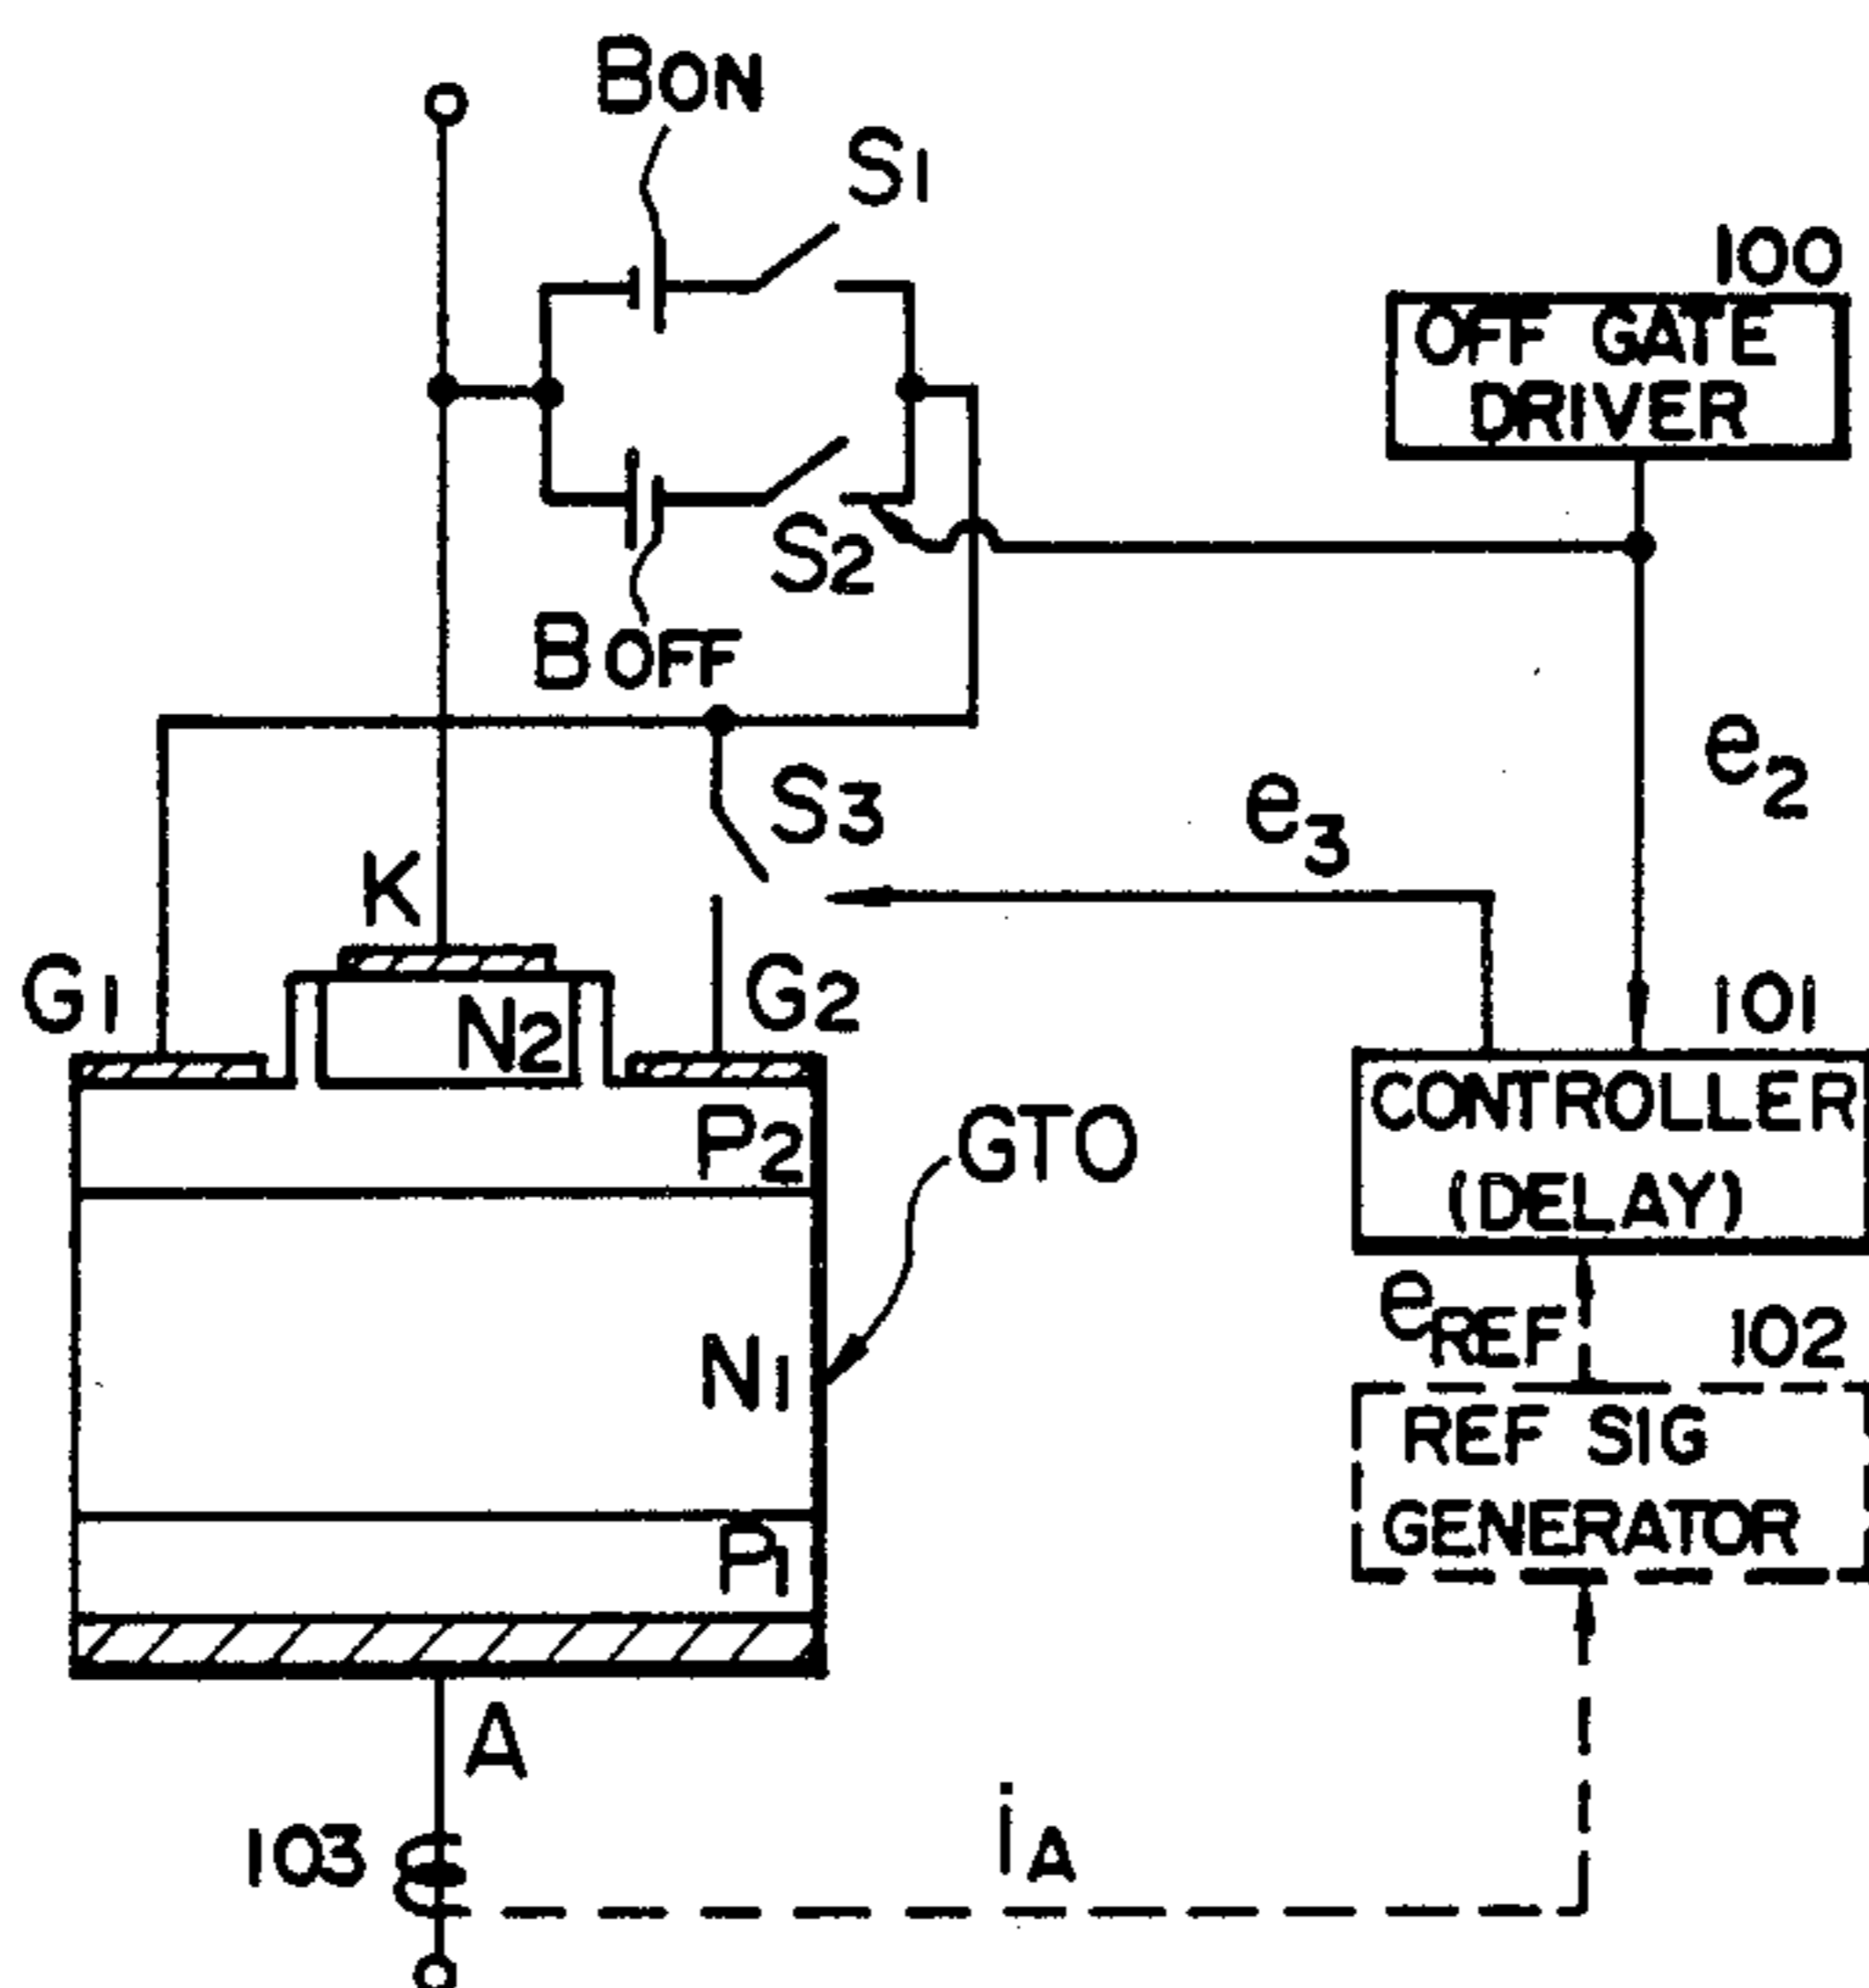 BON
S1
100
OFF GATE
DRIVER
S2
BOFF
e2
S3
e3
K
G1
G2
101
N2
CONTROLLER
(DELAY)
P2
GTO
eREF
102
N1
REF SIG
GENERATOR
P1
A
iA
103